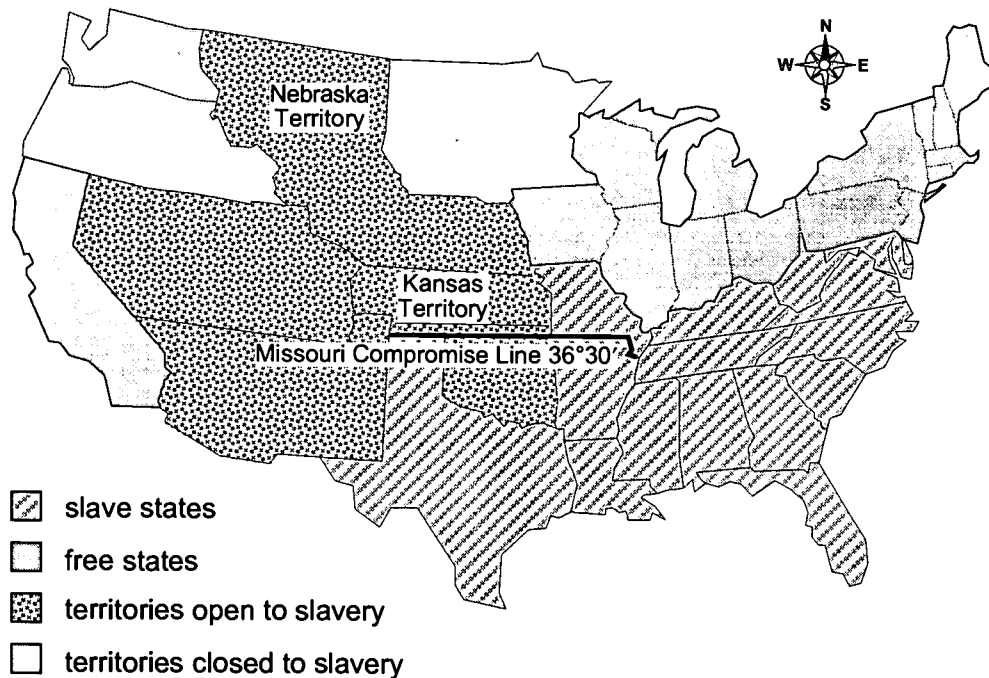 N
W E
S
Nebraska
Territory
Kansas
Territory
Missouri Compromise Line 36°30'
slave states
free states
territories open to slavery
territories closed to slavery